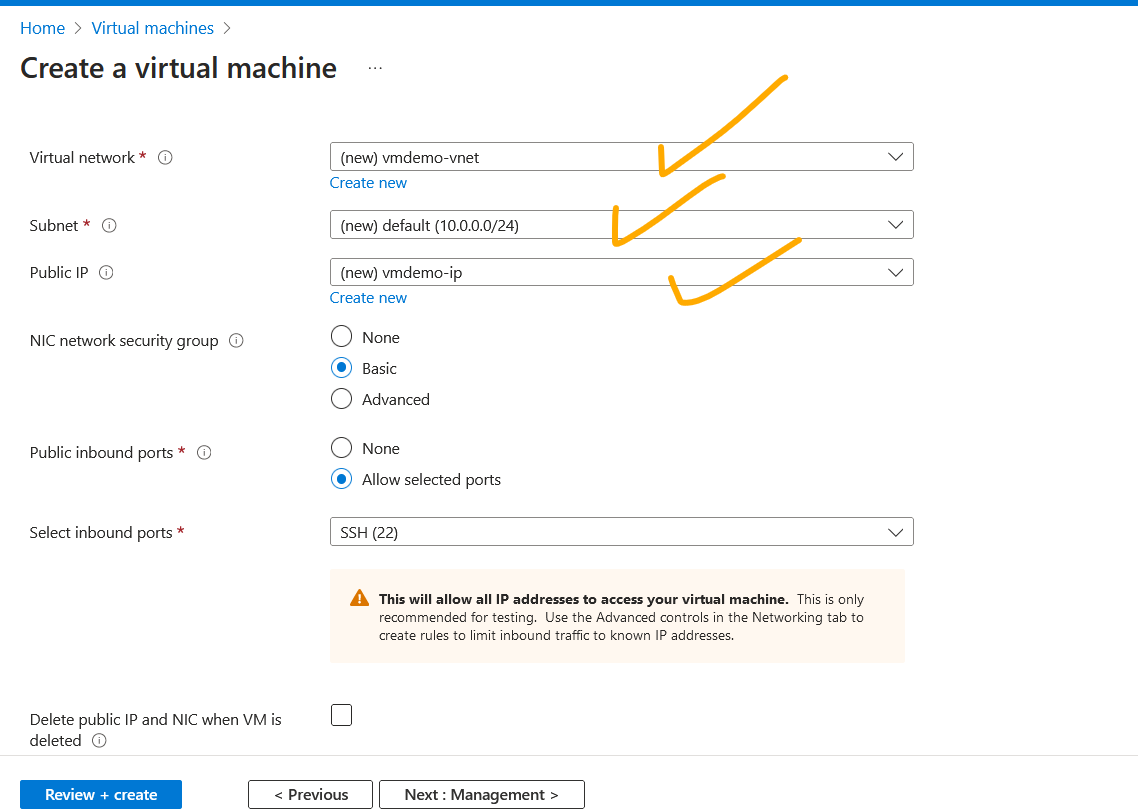 Home > Virtual machines >
Create a virtual machine ...
Virtual network * (new) vmdemo-vnet
Create new
Subnet * (new) default (10.0.0.0/24)
Public IP (new) vmdemo-ip
Create new
NIC network security group None
Basic
Advanced
Public inbound ports * None
Allow selected ports
Select inbound ports * SSH (22)
This will allow all IP addresses to access your virtual machine. This is only
recommended for testing. Use the Advanced controls in the Networking tab to
create rules to limit inbound traffic to known IP addresses.
Delete public IP and NIC when VM is
deleted
Review + create < Previous Next : Management >